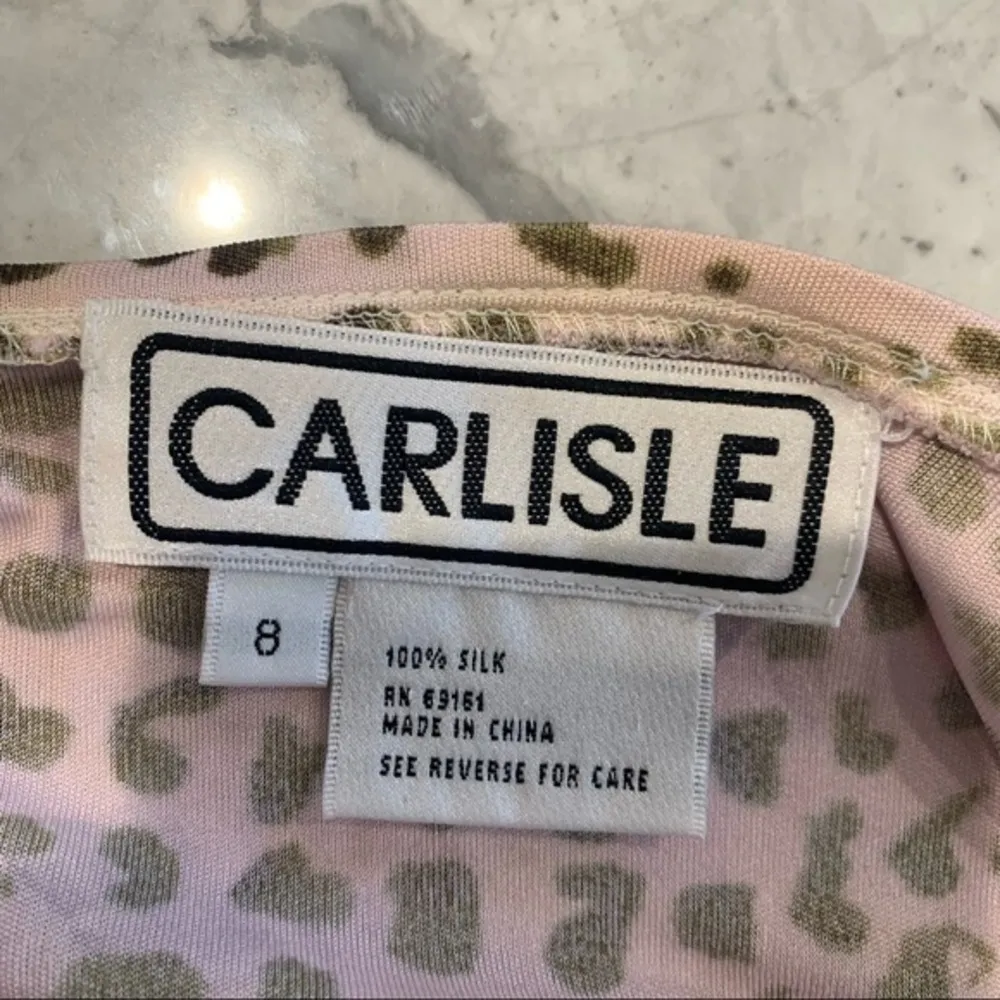 CARLISLE
8
100% SILK
RN 69161
MADE IN CHINA
SEE REVERSE FOR CARE